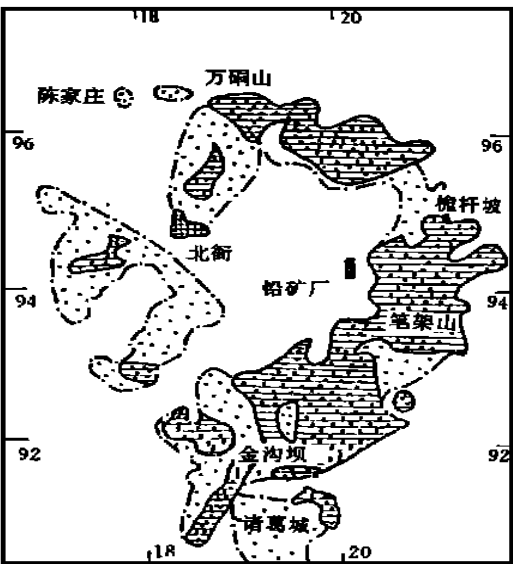 18 20
万硐山
陈家庄
96 96
桅杆坡
北衙
铅矿厂
94 94
笔架山
92 92
金沟坝
诸葛城
18 20